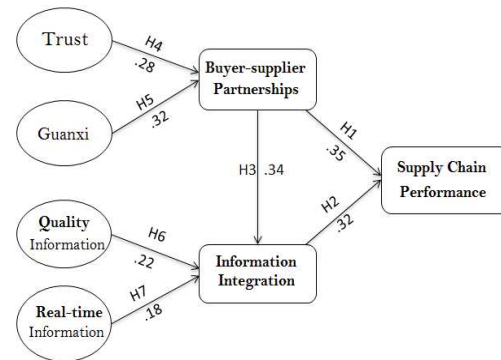 Trust
H4
.28
Buyer-supplier
Partnerships
Guanxi
H5
.32
H1
.35
H3 .34
Supply Chain
Performance
H2
.32
Quality
Information
H6
.22
Information
Integration
Real-time
Information
H7
.18